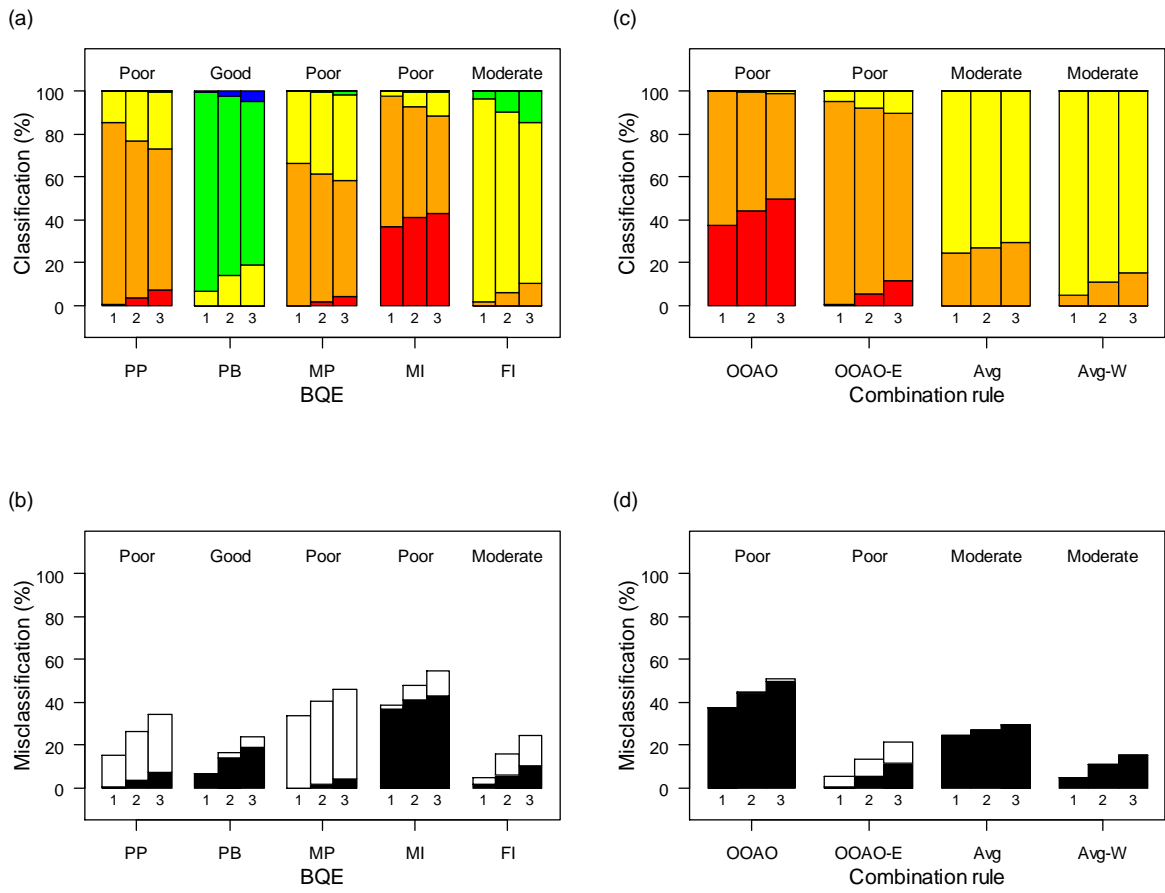 (a)
Poor Good Poor Poor Moderate
Classification (%)
100
80
60
40
20
0
1 2 3 1 2 3 1 2 3 1 2 3 1 2 3
PP PB MP MI FI
BQE
(c)
Poor Poor Moderate Moderate
Classification (%)
100
80
60
40
20
0
1 2 3 1 2 3 1 2 3 1 2 3
OOAO OOAO-E Avg Avg-W
Combination rule
(b)
Poor Good Poor Poor Moderate
Misclassification (%)
100
80
60
40
20
0
1 2 3 1 2 3 1 2 3 1 2 3 1 2 3
PP PB MP MI FI
BQE
(d)
Poor Poor Moderate Moderate
Misclassification (%)
100
80
60
40
20
0
1 2 3 1 2 3 1 2 3 1 2 3
OOAO OOAO-E Avg Avg-W
Combination rule